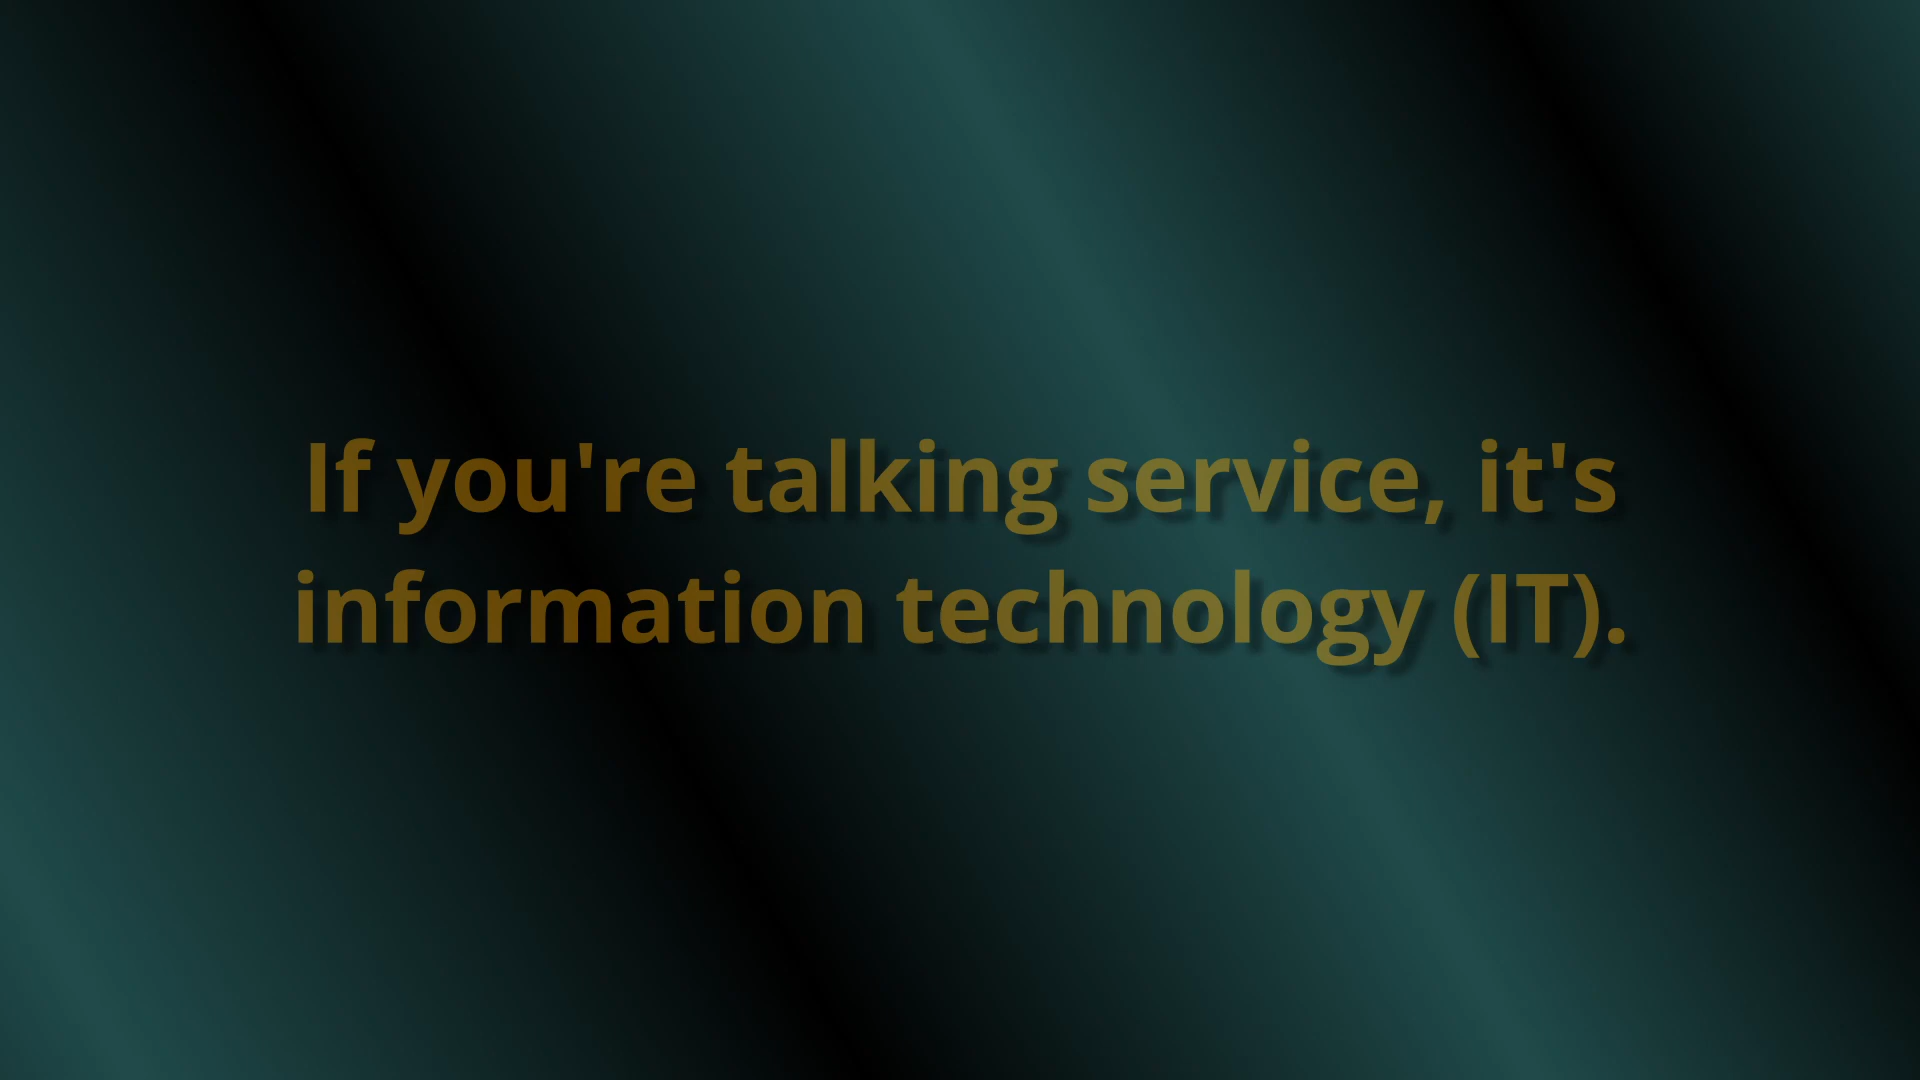 If you're talking service, it's
information technology (IT).